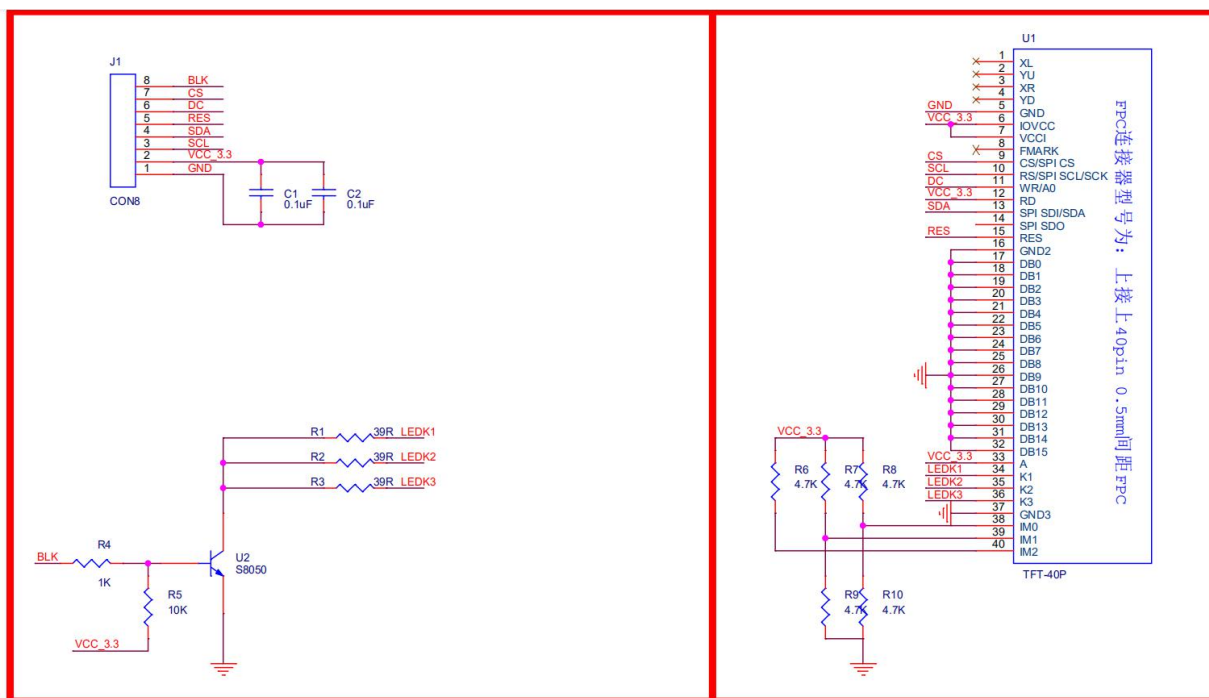 J1
8 BLK
7 CS
6 DC
5 RES
4 SDA
3 SCL
2 VCC_3.3
1 GND
CON8
C1
0.1uF
C2
0.1uF
R1 39R LEDK1
R2 39R LEDK2
R3 39R LEDK3
BLK
R4
1K
U2
S8050
R5
10K
VCC_3.3
U1
1 XL
2 YU
3 XR
4 YD
GND 5 GND
VCC_3.3 6 IOVCC
7 VCCI
8 FMARK
CS 9 CS/SPI CS
SCL 10 RS/SPI SCL/SCK
DC 11 WR/A0
VCC_3.3 12 RD
SDA 13 SPI SDI/SDA
14 SPI SDO
RES 15 RES
16 GND2
17 DB0
18 DB1
19 DB2
20 DB3
21 DB4
22 DB5
23 DB6
24 DB7
25 DB8
26 DB9
27 DB10
28 DB11
29 DB12
30 DB13
31 DB14
32 DB15
VCC_3.3 33 A
LEDK1 34 K1
LEDK2 35 K2
LEDK3 36 K3
37 GND3
38 IM0
39 IM1
40 IM2
TFT-40P
FPC连接器型号为：上接上40pin 0.5mm间距FPC
VCC_3.3
R6
4.7K
R7
4.7K
R8
4.7K
R9
4.7K
R10
4.7K